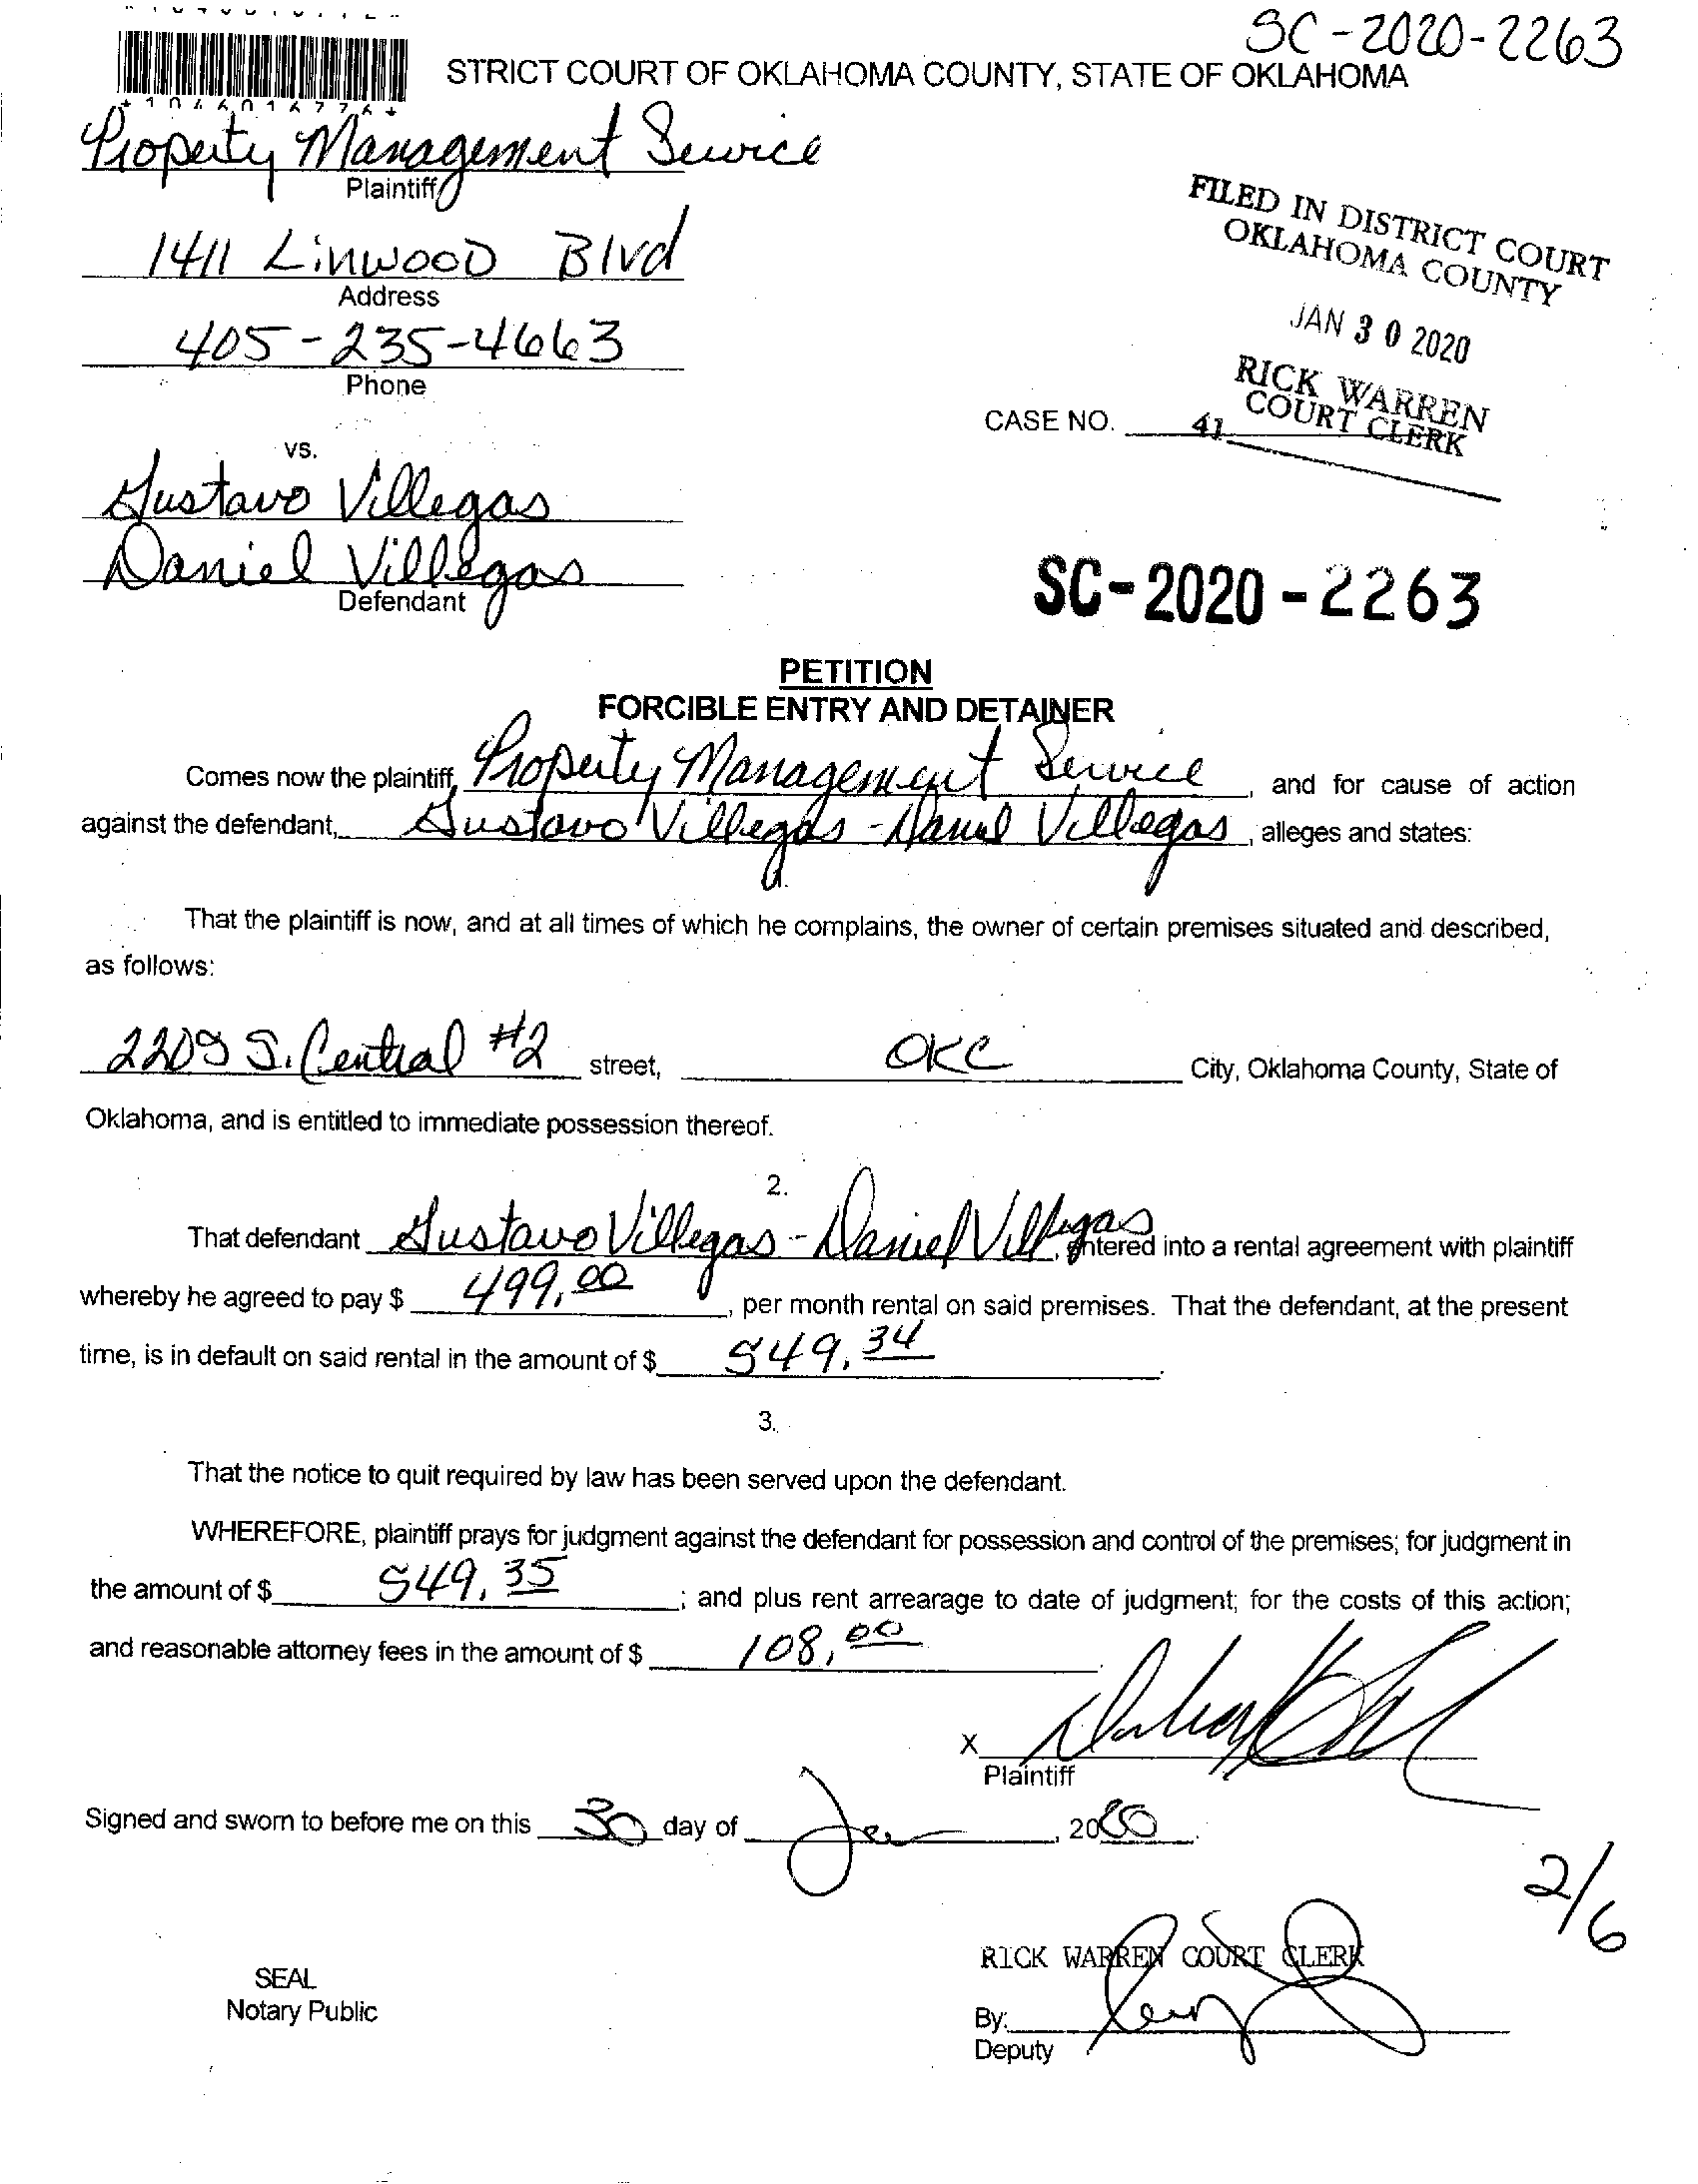 SC-2020-2263
STRICT COURT OF OKLAHOMA COUNTY, STATE OF OKLAHOMA
Property Management Service
Plaintiff
1411 Linwood Blvd
Address
405-235-4663
Phone
FILED IN DISTRICT COURT
OKLAHOMA COUNTY
JAN 30 2020
RICK WARREN
COURT CLERK
CASE NO.
41
vs.
Gustavo Villegas
Daniel Villegas
Defendant
SC-2020-2263
PETITION
FORCIBLE ENTRY AND DETAINER
Comes now the plaintiff, Property Management Service, and for cause of action
against the defendant, Gustavo Villegas - Daniel Villegas, alleges and states:
That the plaintiff is now, and at all times of which he complains, the owner of certain premises situated and described,
as follows:
2209 S. Central #2 street, OKC City, Oklahoma County, State of
Oklahoma, and is entitled to immediate possession thereof.
2.
That defendant Gustavo Villegas - Daniel Villegas, entered into a rental agreement with plaintiff
whereby he agreed to pay $ 499.00, per month rental on said premises. That the defendant, at the present
time, is in default on said rental in the amount of $ 549.34.
3.
That the notice to quit required by law has been served upon the defendant.
WHEREFORE, plaintiff prays for judgment against the defendant for possession and control of the premises; for judgment in
the amount of $ 549.35; and plus rent arrearage to date of judgment; for the costs of this action;
and reasonable attorney fees in the amount of $ 108.00.
X
Plaintiff
Signed and sworn to before me on this 30 day of Jan, 2020.
2/6
RICK WARREN COURT CLERK
SEAL
Notary Public
By:
Deputy